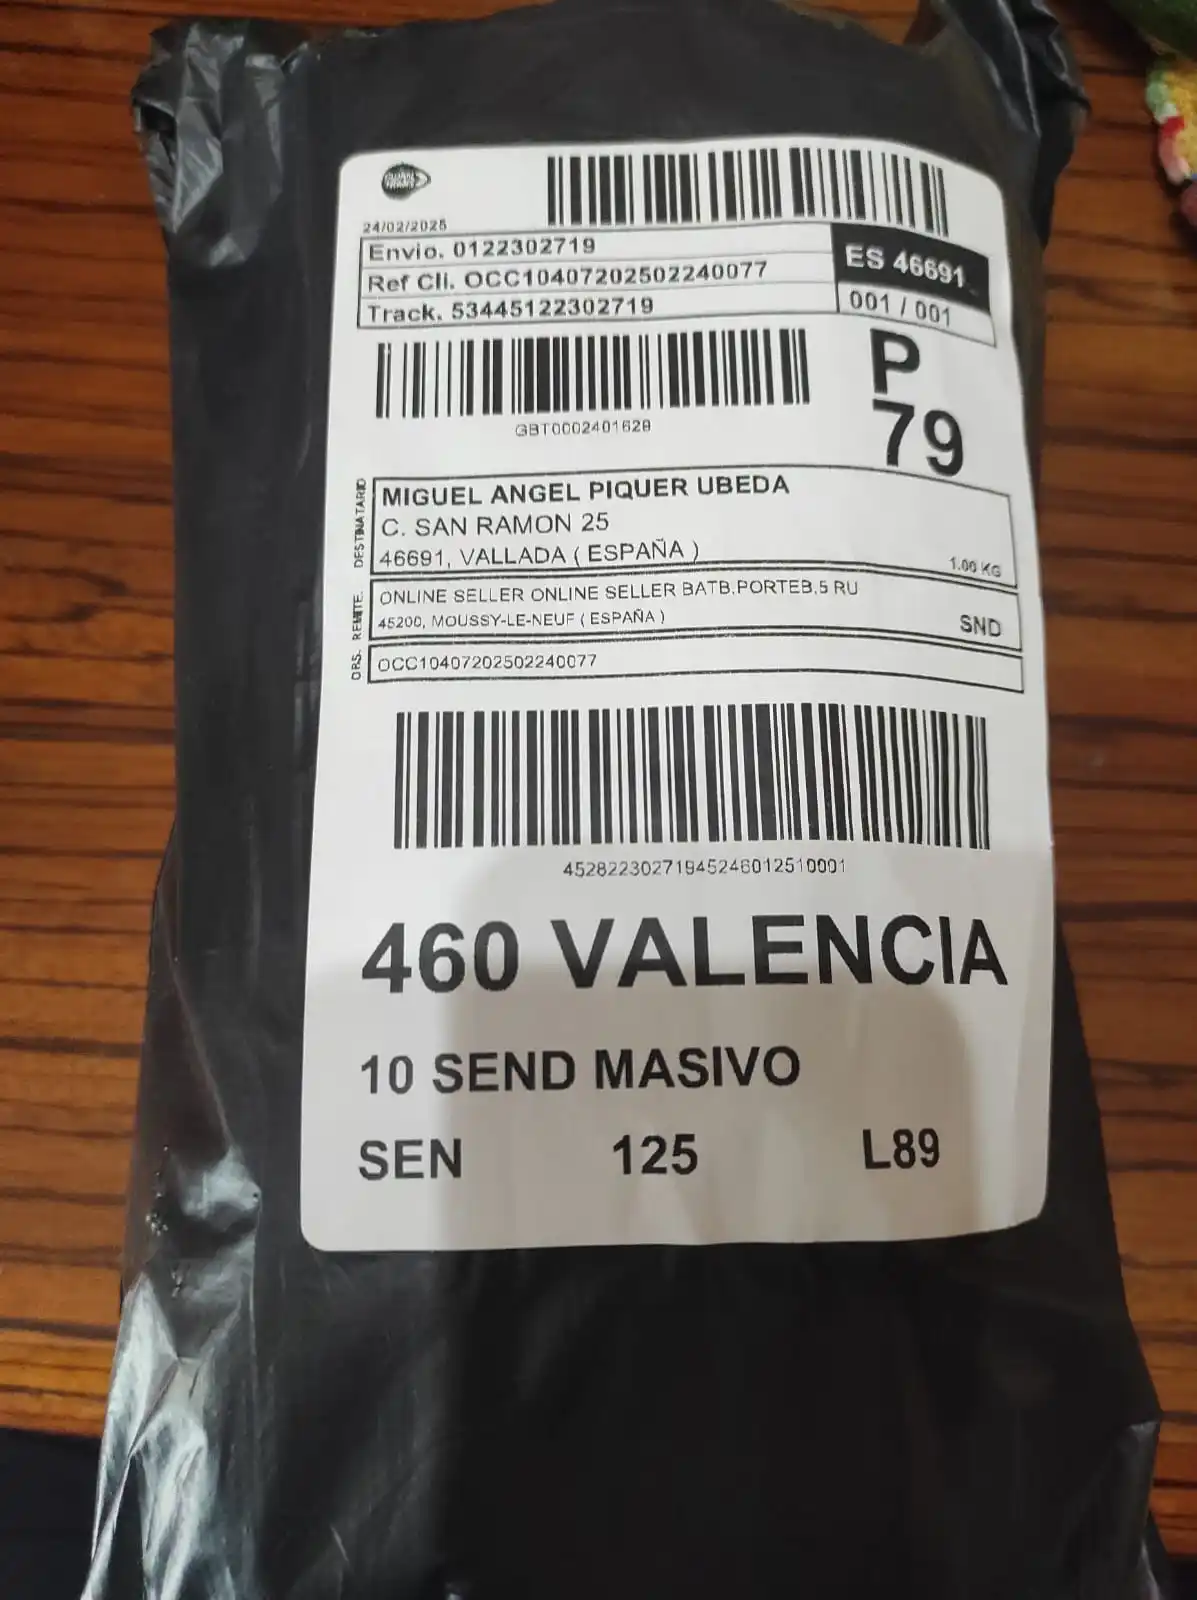 24/02/2025
Envio. 0122302719
Ref Cli. OCC10407202502240077
Track. 53445122302719
ES 46691
001 / 001
P
79
GBT0002401628
DESTINATARIO
MIGUEL ANGEL PIQUER UBEDA
C. SAN RAMON 25
46691, VALLADA ( ESPAÑA )
1.00 KG
REMITE.
ONLINE SELLER ONLINE SELLER BATB.PORTEB.5 RU
45200, MOUSSY-LE-NEUF ( ESPAÑA )
SND
OBS.
OCC10407202502240077
45282230271945246012510001
460 VALENCIA
10 SEND MASIVO
SEN 125 L89